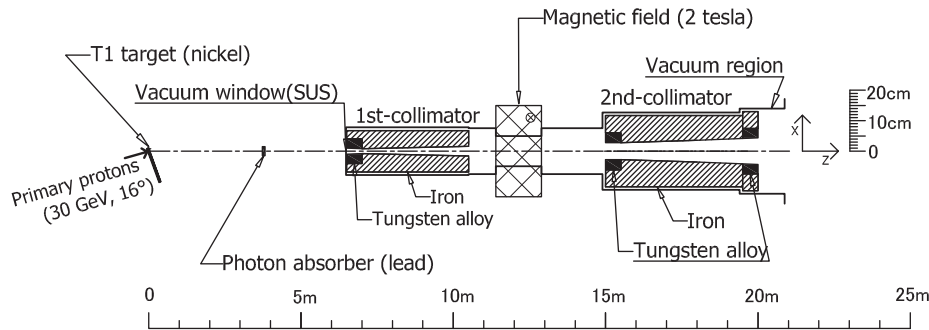 Magnetic field (2 tesla)
T1 target (nickel)
Vacuum region
Vacuum window(SUS)
1st-collimator
2nd-collimator
20cm
10cm
0
x
z
Primary protons
(30 GeV, 16°)
Iron
Tungsten alloy
Iron
Tungsten alloy
Photon absorber (lead)
0 5m 10m 15m 20m 25m